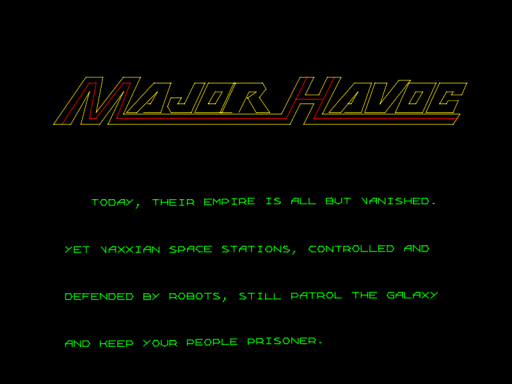 MAJOR HAVOC
TODAY, THEIR EMPIRE IS ALL BUT VANISHED.
YET VAXXIAN SPACE STATIONS, CONTROLLED AND
DEFENDED BY ROBOTS, STILL PATROL THE GALAXY
AND KEEP YOUR PEOPLE PRISONER.